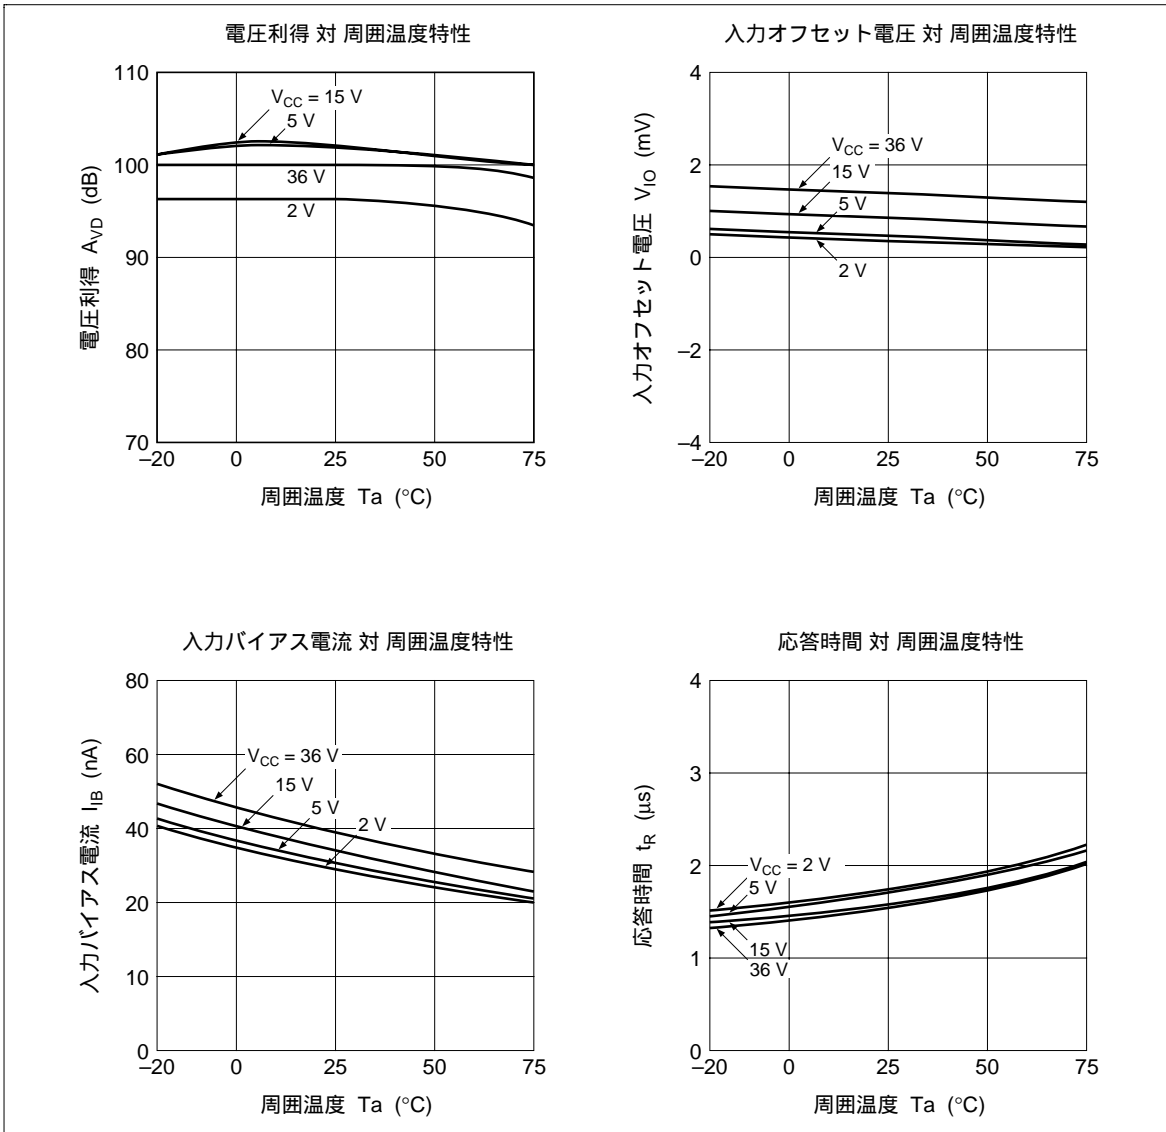 電圧利得 対 周囲温度特性
110
100
90
80
70
VCC = 15 V
5 V
36 V
2 V
電圧利得 AVD (dB)
–20 0 25 50 75
周囲温度 Ta (°C)
入力オフセット電圧 対 周囲温度特性
4
2
0
–2
–4
VCC = 36 V
15 V
5 V
2 V
入力オフセット電圧 VIO (mV)
–20 0 25 50 75
周囲温度 Ta (°C)
入力バイアス電流 対 周囲温度特性
80
60
40
20
10
0
VCC = 36 V
15 V
5 V
2 V
入力バイアス電流 IIB (nA)
–20 0 25 50 75
周囲温度 Ta (°C)
応答時間 対 周囲温度特性
4
3
2
1
0
VCC = 2 V
5 V
15 V
36 V
応答時間 tR (μs)
–20 0 25 50 75
周囲温度 Ta (°C)